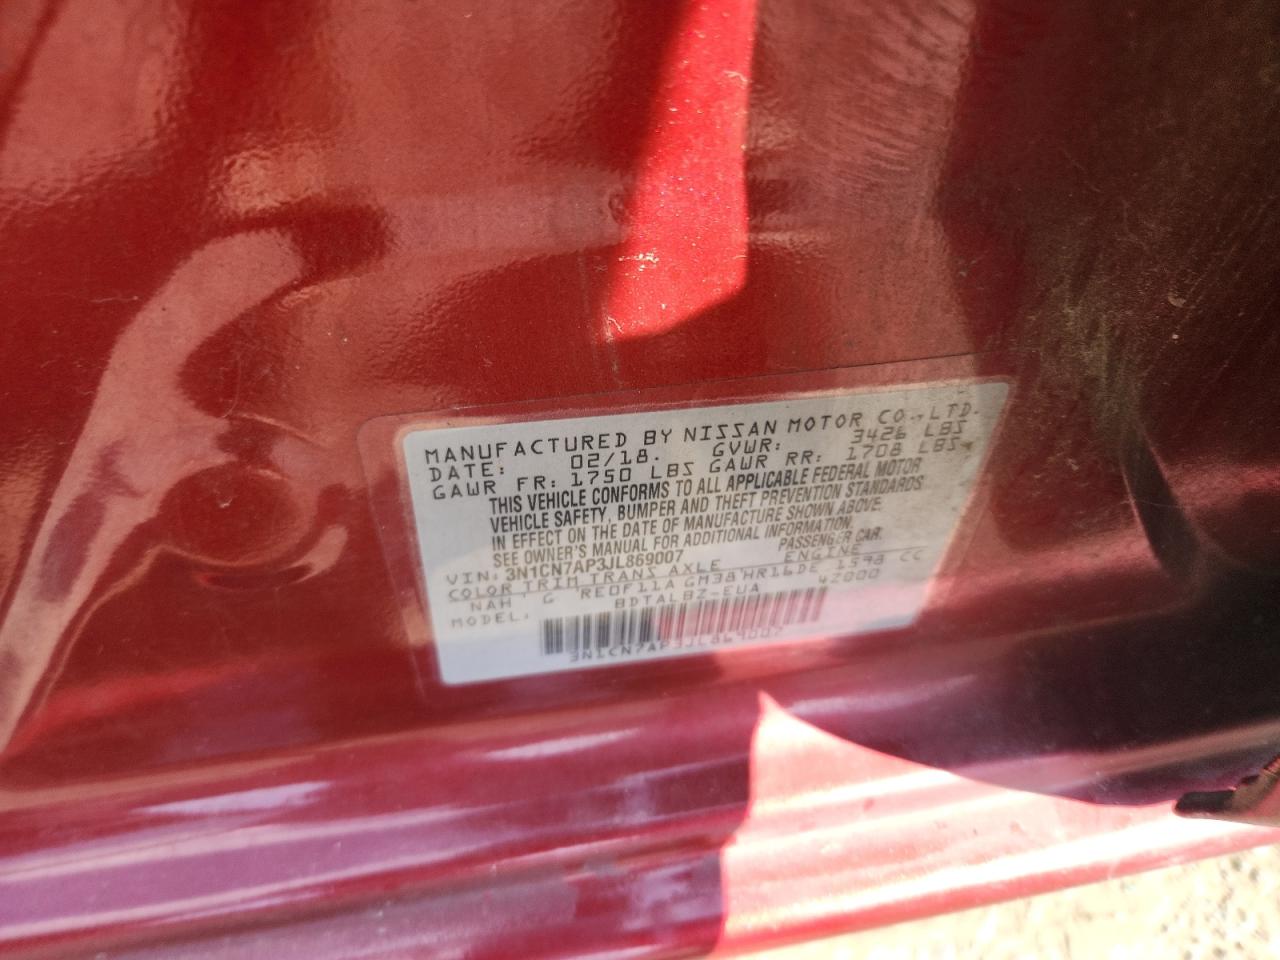 MANUFACTURED BY NISSAN MOTOR CO., LTD.
DATE: 02/18. GVWR: 3426 LBS
GAWR FR: 1750 LBS GAWR RR: 1708 LBS
THIS VEHICLE CONFORMS TO ALL APPLICABLE FEDERAL MOTOR
VEHICLE SAFETY, BUMPER AND THEFT PREVENTION STANDARDS
IN EFFECT ON THE DATE OF MANUFACTURE SHOWN ABOVE.
SEE OWNER'S MANUAL FOR ADDITIONAL INFORMATION.
VIN: 3N1CN7AP3JL869007 PASSENGER CAR.
COLOR TRIM TRANS AXLE ENGINE
NAH G RE0F11A GM38 HR16DE 1598 CC
MODEL: BDTALBZ-EUA 42000
3N1CN7AP3JL869007